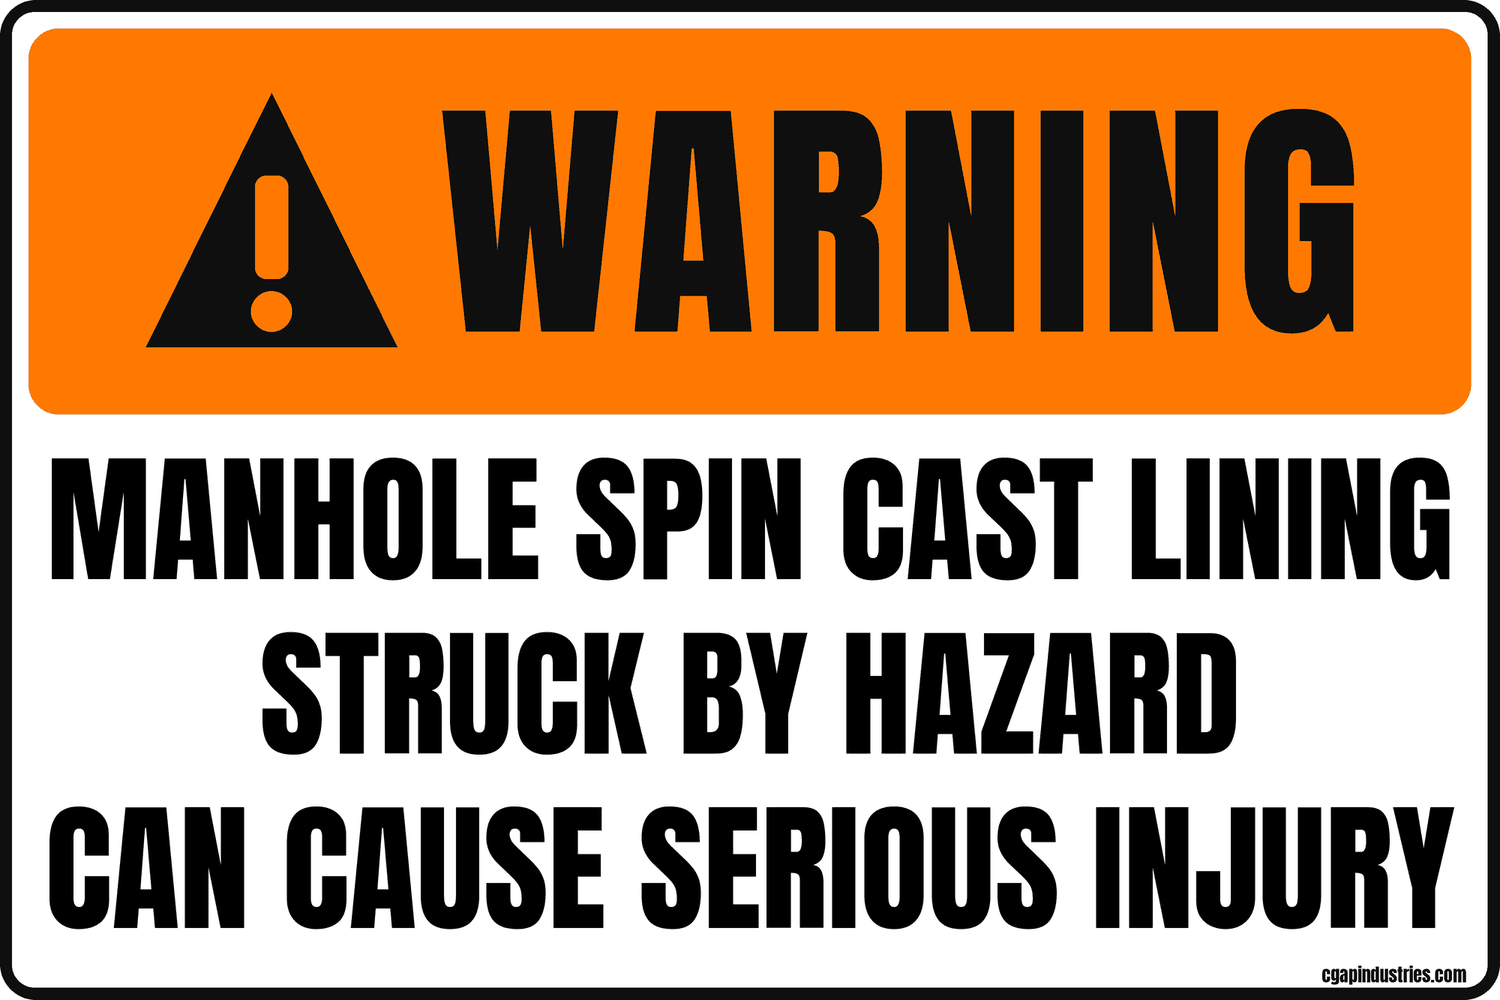 WARNING
MANHOLE SPIN CAST LINING
STRUCK BY HAZARD
CAN CAUSE SERIOUS INJURY
cgapindustries.com